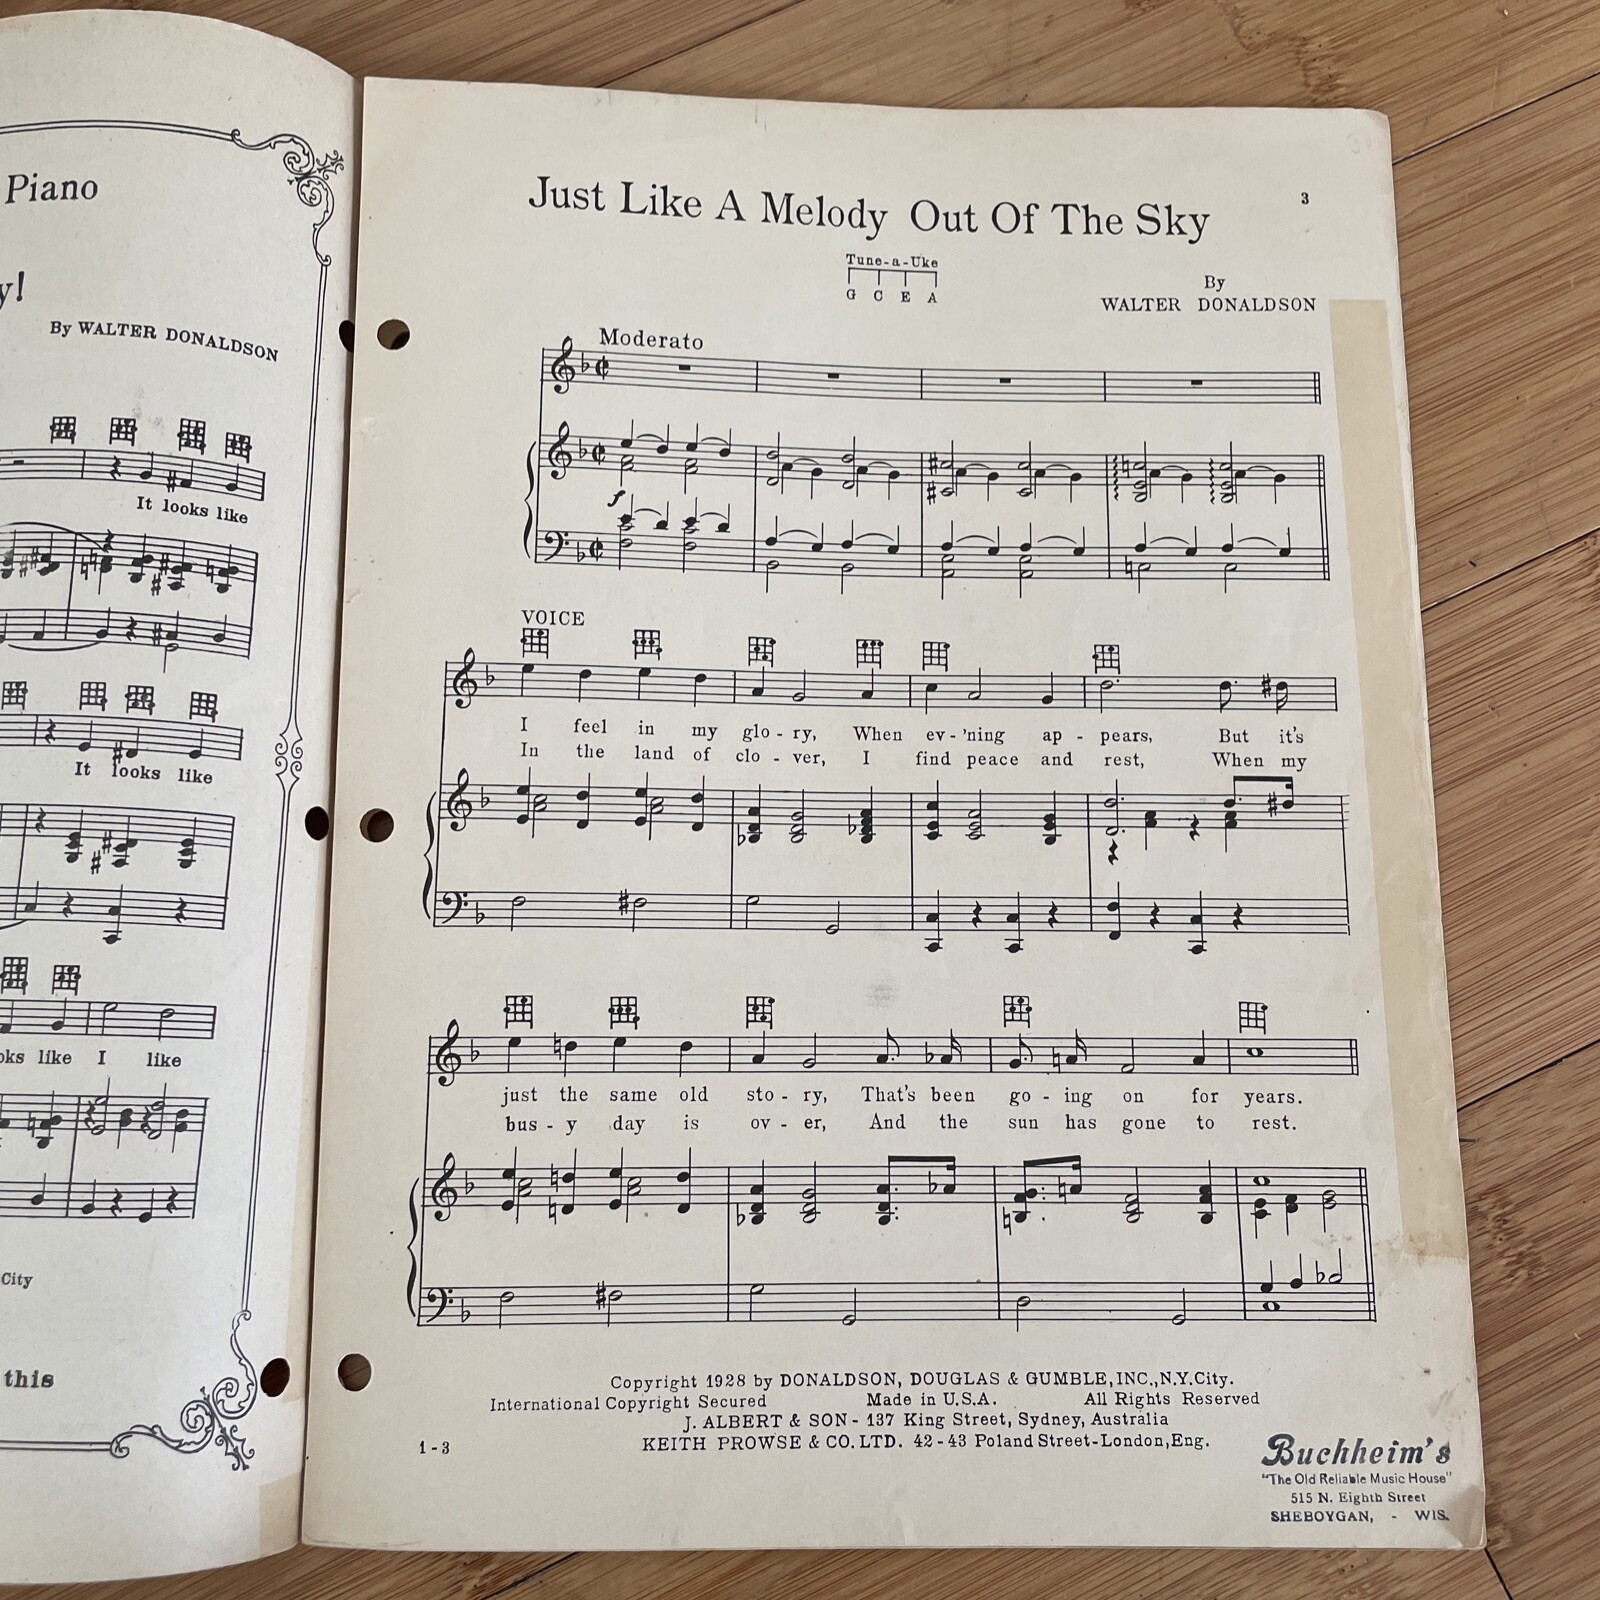 Piano
y!
By WALTER DONALDSON
It looks like
It looks like
oks like I like
City
this
Just Like A Melody Out Of The Sky
3
Tune-a-Uke
G C E A
By
WALTER DONALDSON
Moderato
f
VOICE
I feel in my glo-ry, When ev-'ning ap-pears, But it's
In the land of clo-ver, I find peace and rest, When my
just the same old sto-ry, That's been go-ing on for years.
bus-y day is ov-er, And the sun has gone to rest.
Copyright 1928 by DONALDSON, DOUGLAS & GUMBLE, INC., N.Y. City.
International Copyright Secured Made in U.S.A. All Rights Reserved
J. ALBERT & SON - 137 King Street, Sydney, Australia
KEITH PROWSE & CO. LTD. 42-43 Poland Street-London, Eng.
1-3
Buchheim's
"The Old Reliable Music House"
515 N. Eighth Street
SHEBOYGAN, - WIS.